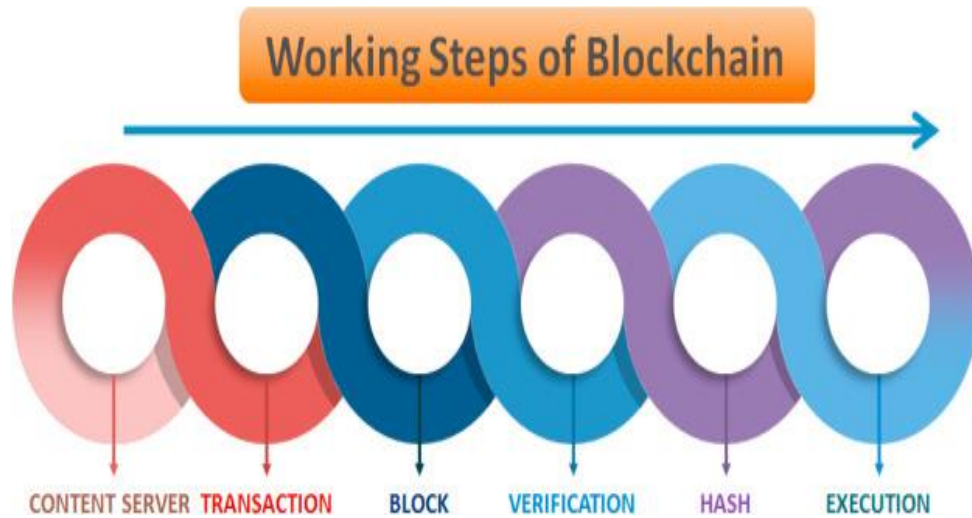 Working Steps of Blockchain
CONTENT SERVER TRANSACTION BLOCK VERIFICATION HASH EXECUTION